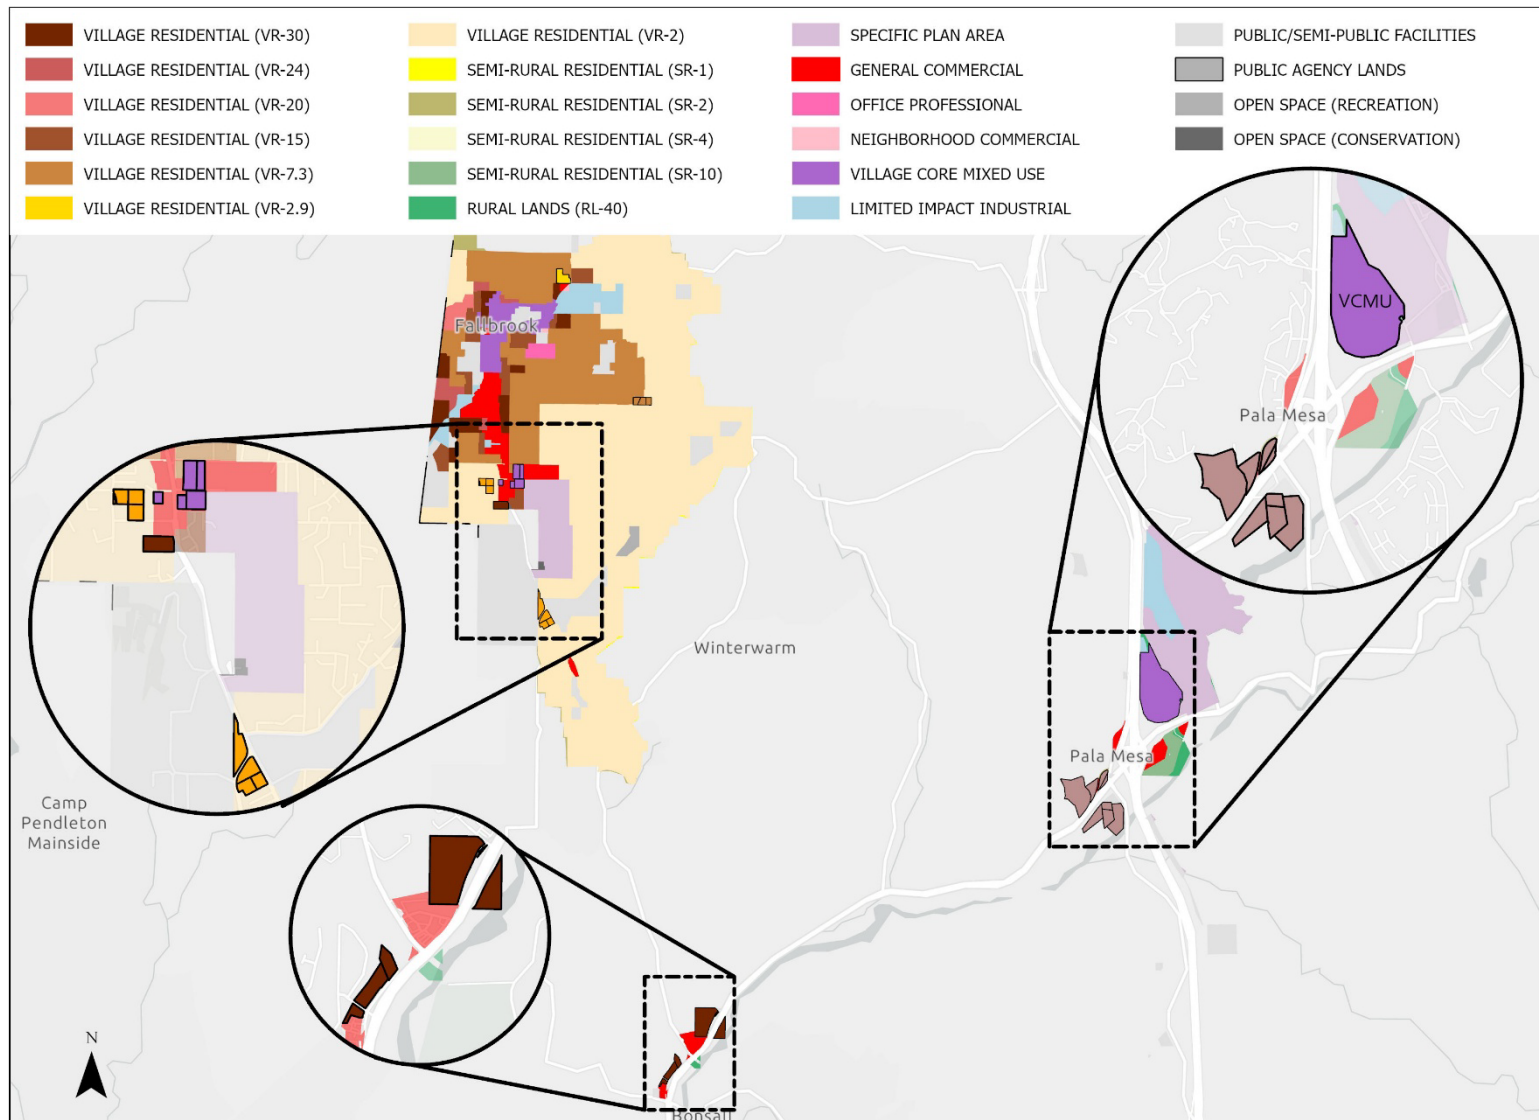 VILLAGE RESIDENTIAL (VR-30)
VILLAGE RESIDENTIAL (VR-24)
VILLAGE RESIDENTIAL (VR-20)
VILLAGE RESIDENTIAL (VR-15)
VILLAGE RESIDENTIAL (VR-7.3)
VILLAGE RESIDENTIAL (VR-2.9)
VILLAGE RESIDENTIAL (VR-2)
SEMI-RURAL RESIDENTIAL (SR-1)
SEMI-RURAL RESIDENTIAL (SR-2)
SEMI-RURAL RESIDENTIAL (SR-4)
SEMI-RURAL RESIDENTIAL (SR-10)
RURAL LANDS (RL-40)
SPECIFIC PLAN AREA
GENERAL COMMERCIAL
OFFICE PROFESSIONAL
NEIGHBORHOOD COMMERCIAL
VILLAGE CORE MIXED USE
LIMITED IMPACT INDUSTRIAL
PUBLIC/SEMI-PUBLIC FACILITIES
PUBLIC AGENCY LANDS
OPEN SPACE (RECREATION)
OPEN SPACE (CONSERVATION)
VCMU
Fallbrook
Pala Mesa
Winterwarm
Pala Mesa
Camp
Pendleton
Mainside
N
Bonsall